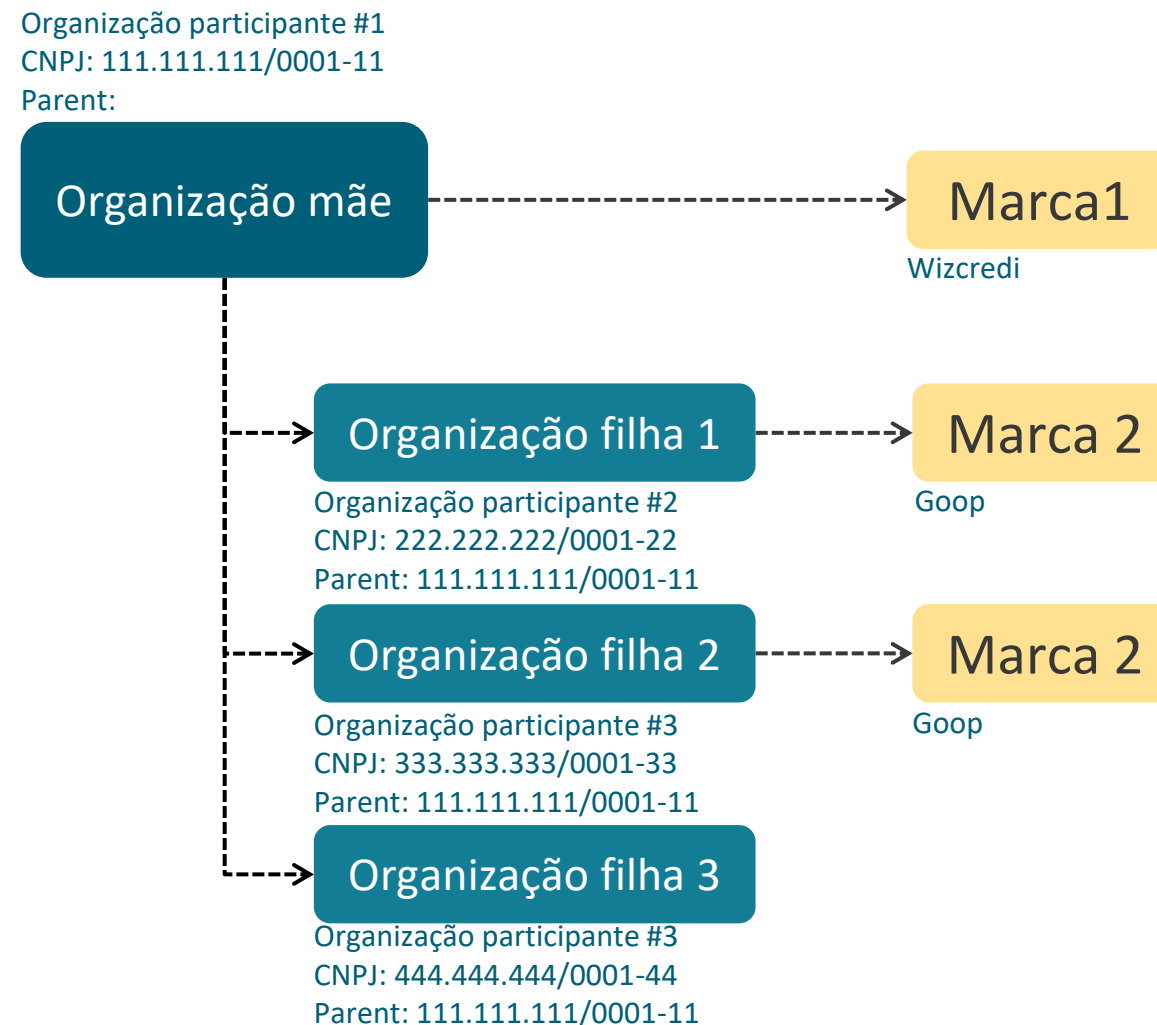 Organização participante #1
CNPJ: 111.111.111/0001-11
Parent:
Organização mãe
Marca1
Wizcredi
Organização filha 1
Marca 2
Organização participante #2
CNPJ: 222.222.222/0001-22
Parent: 111.111.111/0001-11
Goop
Organização filha 2
Marca 2
Organização participante #3
CNPJ: 333.333.333/0001-33
Parent: 111.111.111/0001-11
Goop
Organização filha 3
Organização participante #3
CNPJ: 444.444.444/0001-44
Parent: 111.111.111/0001-11